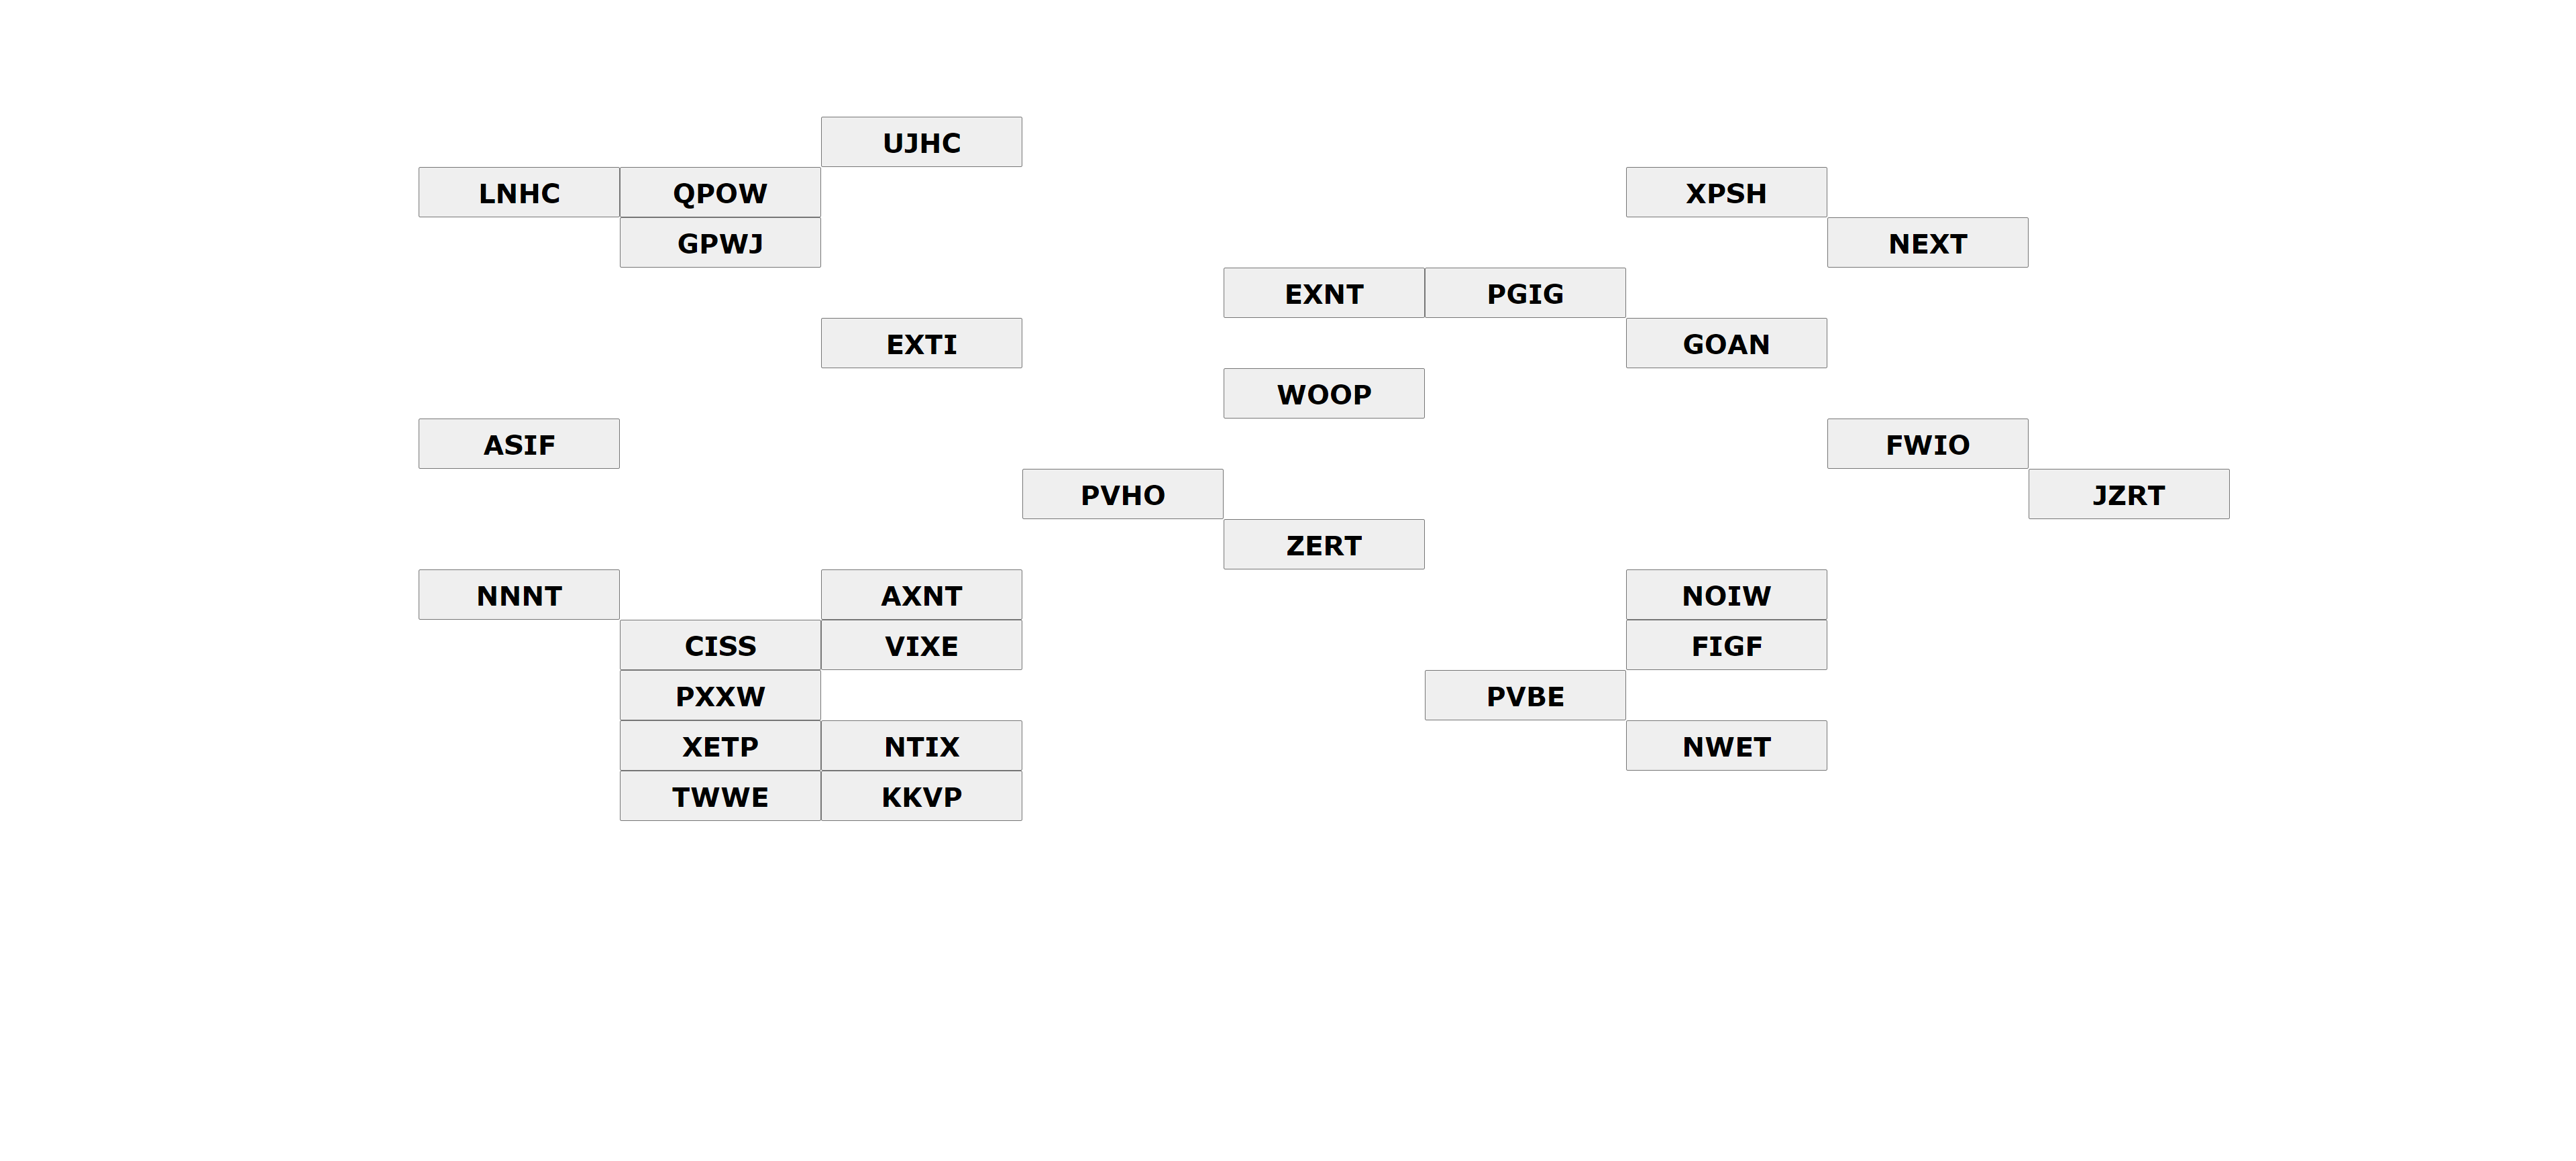 UJHC
LNHC QPOW XPSH
GPWJ NEXT
EXNT PGIG
EXTI GOAN
WOOP
ASIF FWIO
PVHO JZRT
ZERT
NNNT AXNT NOIW
CISS VIXE FIGF
PXXW PVBE
XETP NTIX NWET
TWWE KKVP